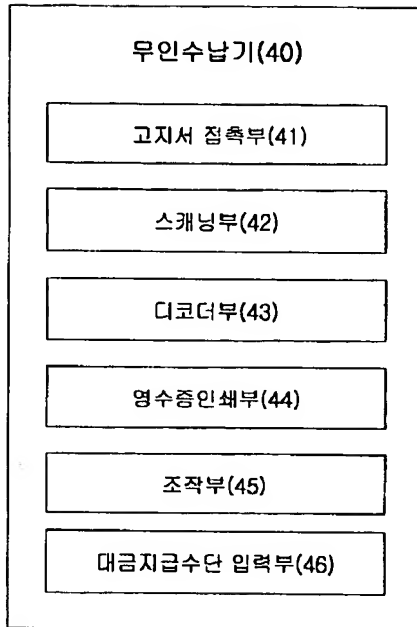 무인수납기(40)
고지서 접촉부(41)
스캐닝부(42)
디코더부(43)
영수증인쇄부(44)
조작부(45)
대금지급수단 입력부(46)